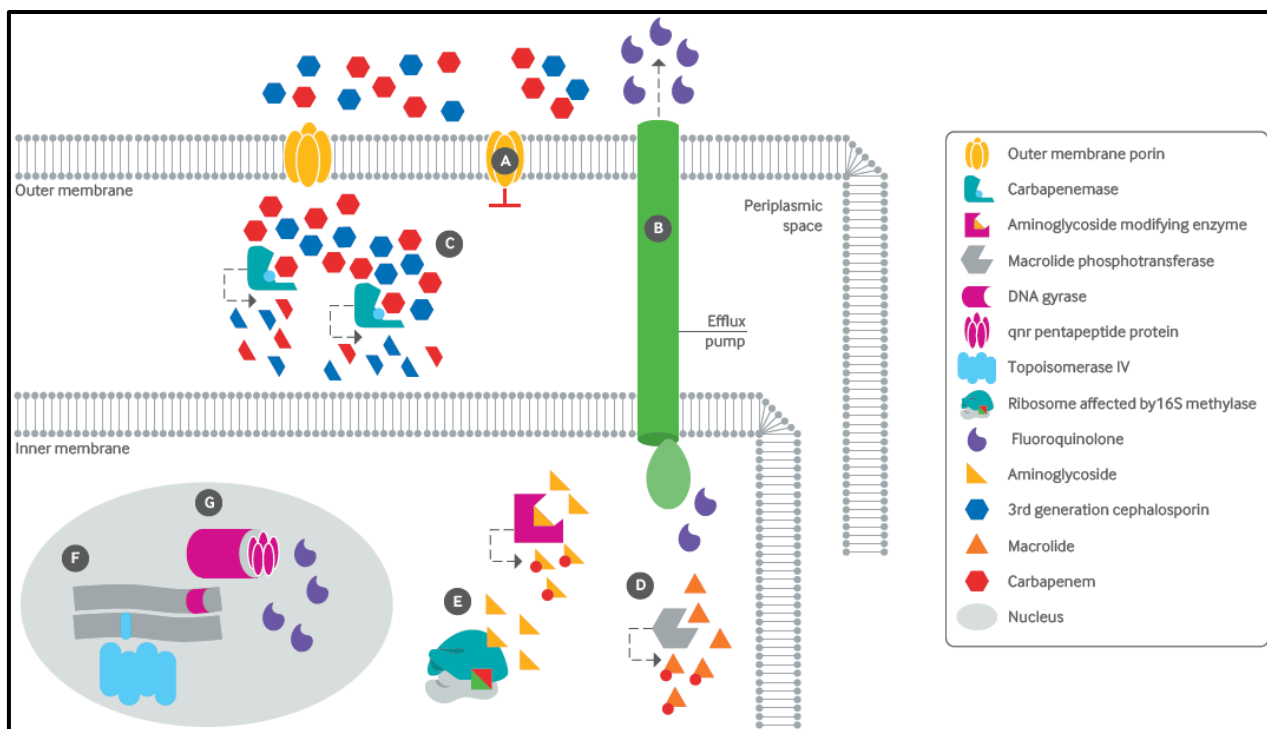 A
Outer membrane
Periplasmic
space
B
C
Efflux
pump
Inner membrane
G
F
E
D
Outer membrane porin
Carbapenemase
Aminoglycoside modifying enzyme
Macrolide phosphotransferase
DNA gyrase
qnr pentapeptide protein
Topoisomerase IV
Ribosome affected by16S methylase
Fluoroquinolone
Aminoglycoside
3rd generation cephalosporin
Macrolide
Carbapenem
Nucleus